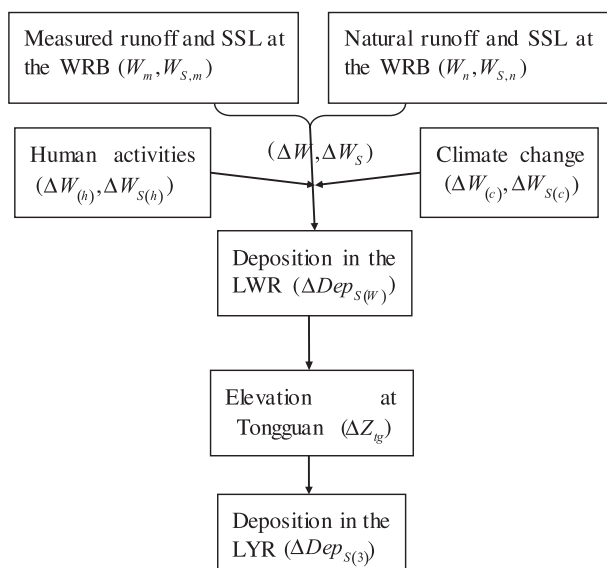 Measured runoff and SSL at
the WRB (W_m, W_{S,m})
Natural runoff and SSL at
the WRB (W_n, W_{S,n})
(ΔW, ΔW_S)
Human activities
(ΔW_{(h)}, ΔW_{S(h)})
Climate change
(ΔW_{(c)}, ΔW_{S(c)})
Deposition in the
LWR (ΔDep_{S(W)})
Elevation at
Tongguan (ΔZ_{tg})
Deposition in the
LYR (ΔDep_{S(3)})